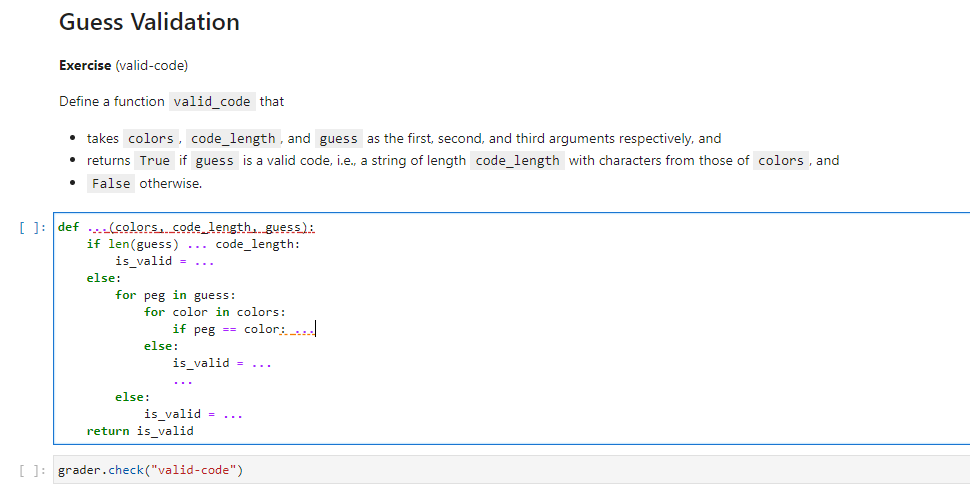 Guess Validation
Exercise (valid-code)
Define a function valid_code that
• takes colors , code_length , and guess as the first, second, and third arguments respectively, and
• returns True if guess is a valid code, i.e., a string of length code_length with characters from those of colors , and
• False otherwise.
[ ]: def ...(colors, code_length, guess):
    if len(guess) ... code_length:
        is_valid = ...
    else:
        for peg in guess:
            for color in colors:
                if peg == color: ...
            else:
                is_valid = ...
                ...
        else:
            is_valid = ...
    return is_valid
[ ]: grader.check("valid-code")